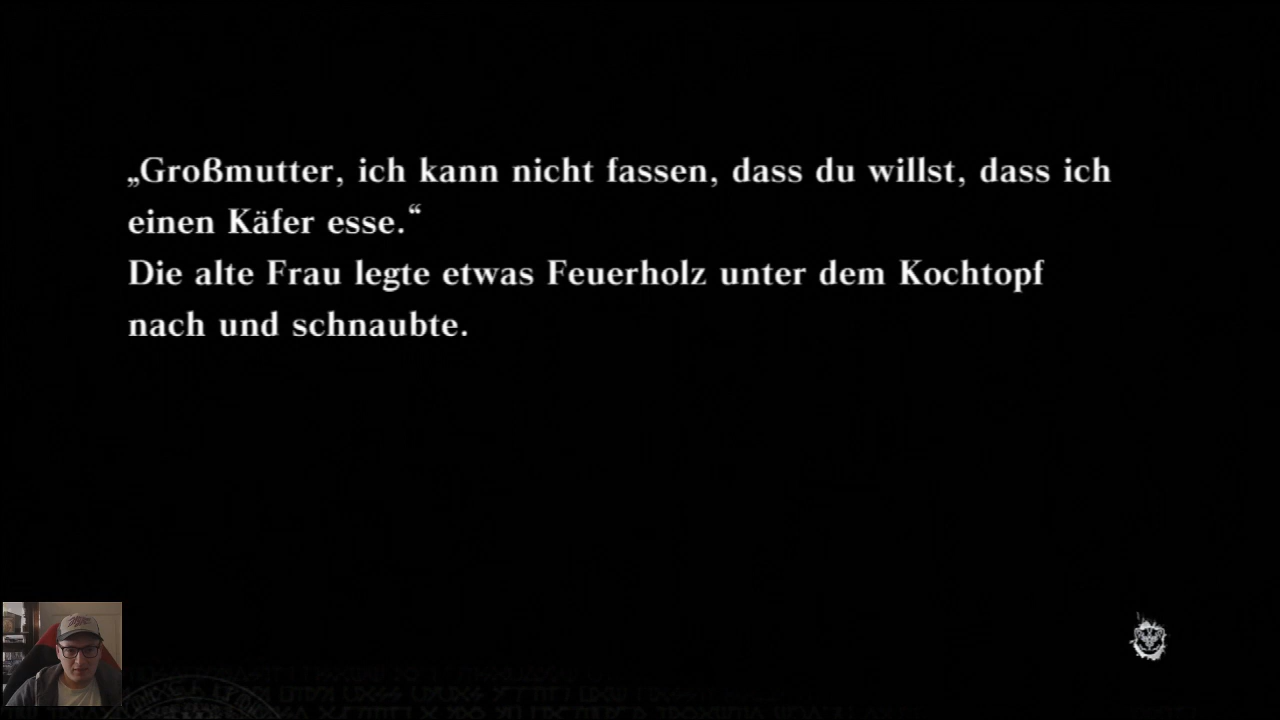 „Großmutter, ich kann nicht fassen, dass du willst, dass ich
einen Käfer esse.“
Die alte Frau legte etwas Feuerholz unter dem Kochtopf
nach und schnaubte.